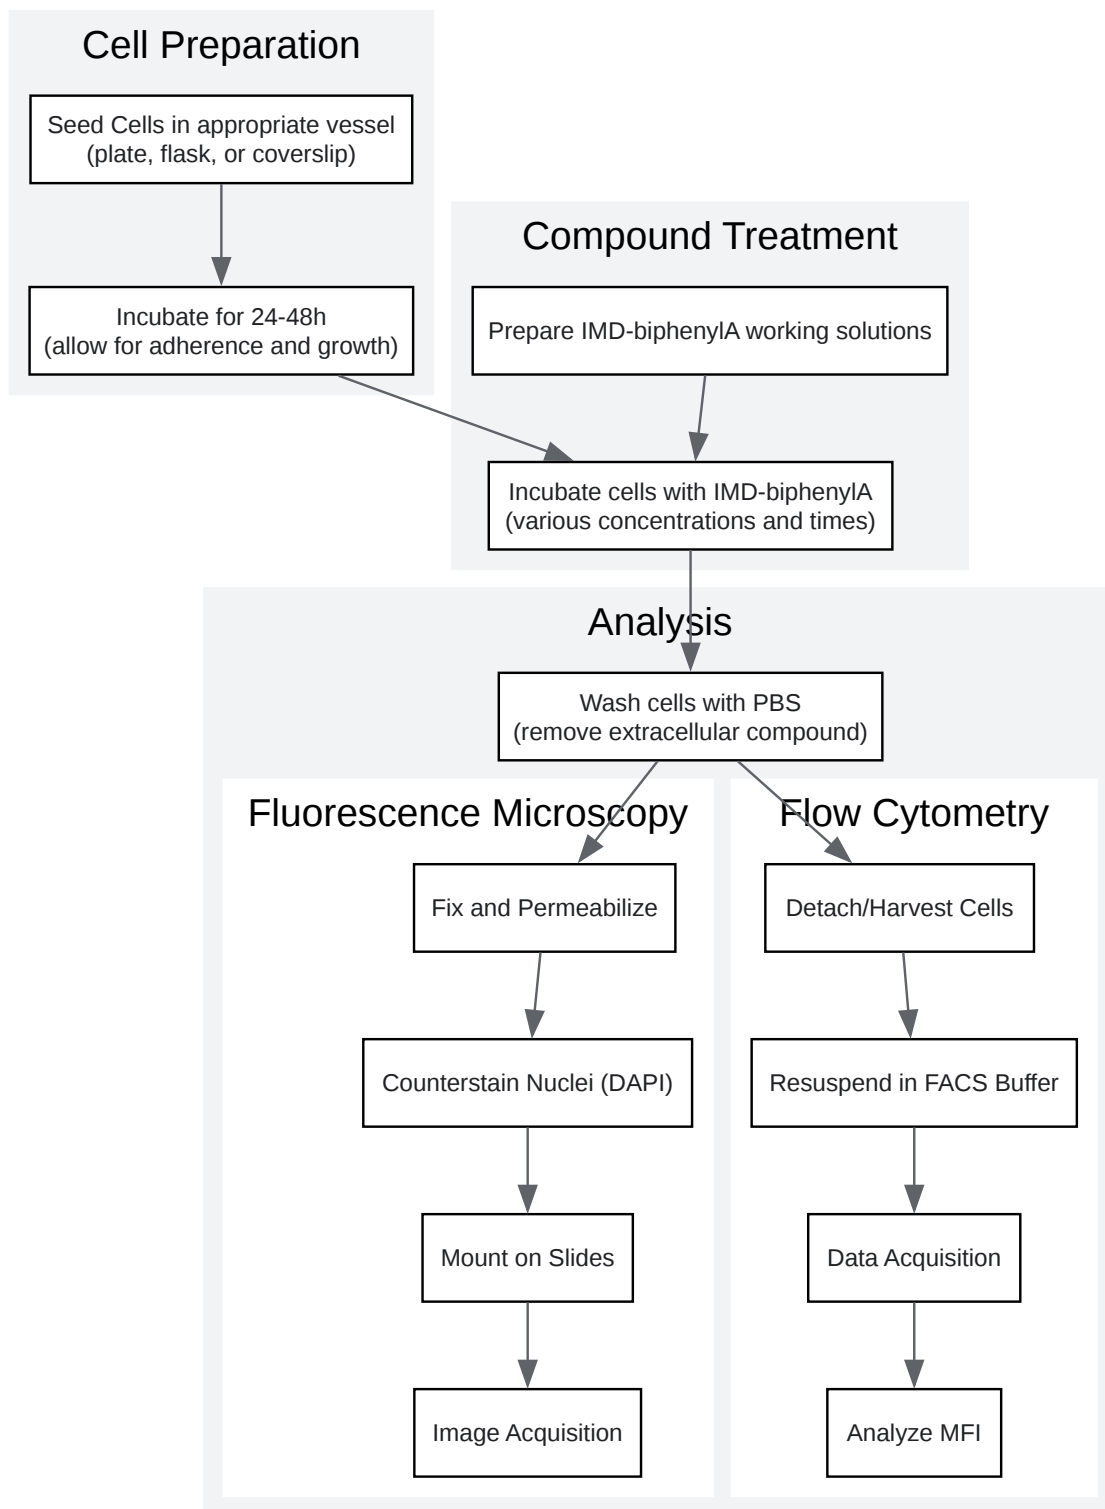 Cell Preparation
Seed Cells in appropriate vessel
(plate, flask, or coverslip)
Incubate for 24-48h
(allow for adherence and growth)
Compound Treatment
Prepare IMD-biphenylA working solutions
Incubate cells with IMD-biphenylA
(various concentrations and times)
Analysis
Wash cells with PBS
(remove extracellular compound)
Fluorescence Microscopy
Fix and Permeabilize
Counterstain Nuclei (DAPI)
Mount on Slides
Image Acquisition
Flow Cytometry
Detach/Harvest Cells
Resuspend in FACS Buffer
Data Acquisition
Analyze MFI